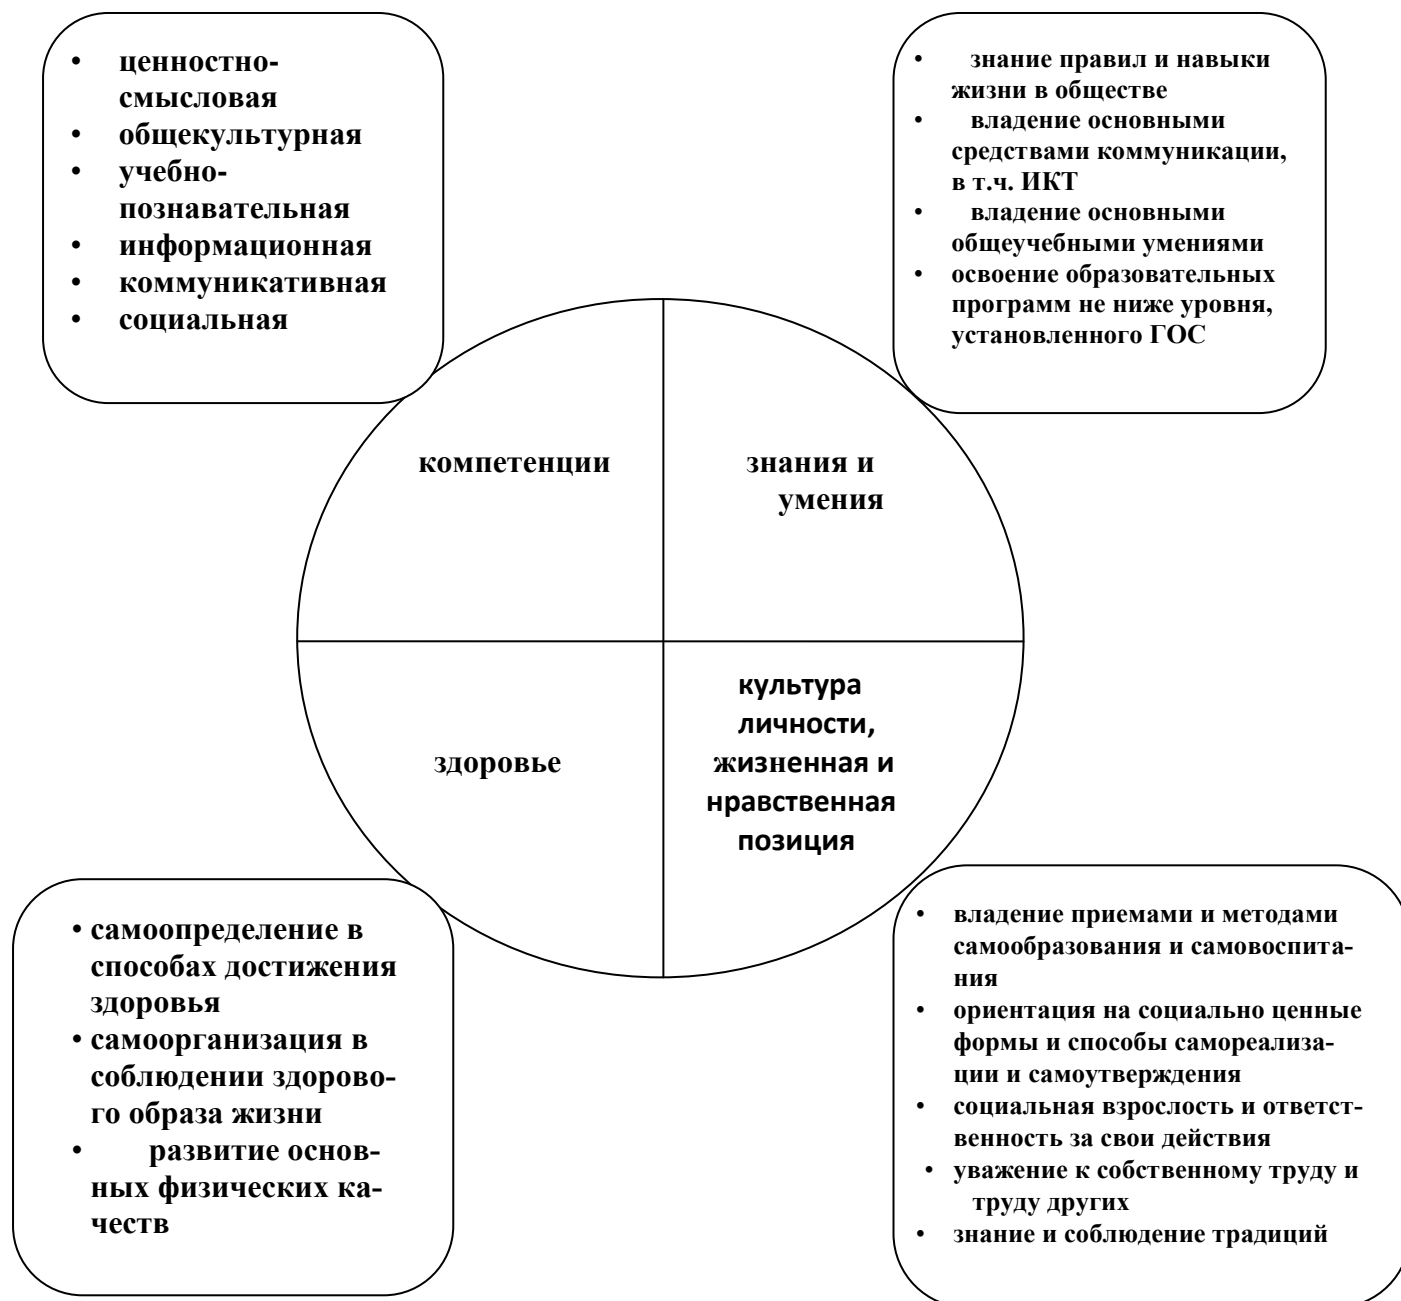 ценностно-
смысловая
общекультурная
учебно-
познавательная
информационная
коммуникативная
социальная
знание правил и навыки
жизни в обществе
владение основными
средствами коммуникации,
в т.ч. ИКТ
владение основными
общеучебными умениями
освоение образовательных
программ не ниже уровня,
установленного ГОС
компетенции
знания и
умения
здоровье
культура
личности,
жизненная и
нравственная
позиция
самоопределение в
способах достижения
здоровья
самоорганизация в
соблюдении здорово-
го образа жизни
развитие основ-
ных физических ка-
честв
владение приемами и методами
самообразования и самовоспита-
ния
ориентация на социально ценные
формы и способы самореализа-
ции и самоутверждения
социальная взрослость и ответст-
венность за свои действия
уважение к собственному труду и
труду других
знание и соблюдение традиций